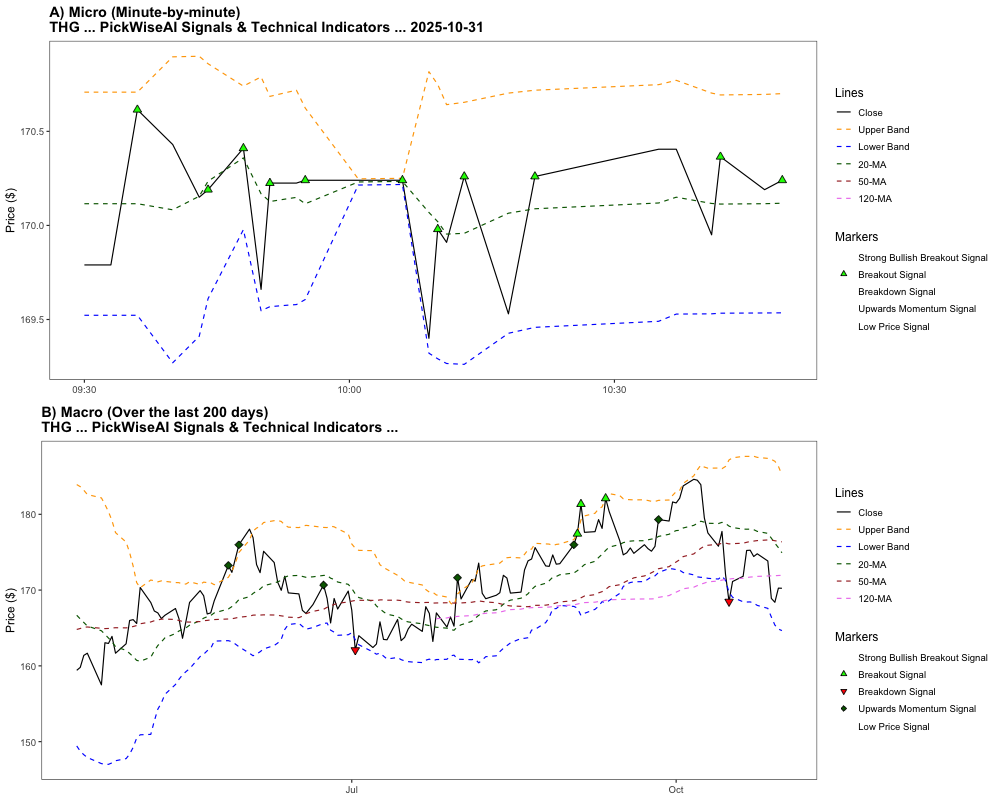 A) Micro (Minute-by-minute)
THG ... PickWiseAI Signals & Technical Indicators ... 2025-10-31
Price ($)
170.5
170.0
169.5
09:30
10:00
10:30
Lines
Close
Upper Band
Lower Band
20-MA
50-MA
120-MA
Markers
Strong Bullish Breakout Signal
Breakout Signal
Breakdown Signal
Upwards Momentum Signal
Low Price Signal
B) Macro (Over the last 200 days)
THG ... PickWiseAI Signals & Technical Indicators ...
Price ($)
180
170
160
150
Jul
Oct
Lines
Close
Upper Band
Lower Band
20-MA
50-MA
120-MA
Markers
Strong Bullish Breakout Signal
Breakout Signal
Breakdown Signal
Upwards Momentum Signal
Low Price Signal